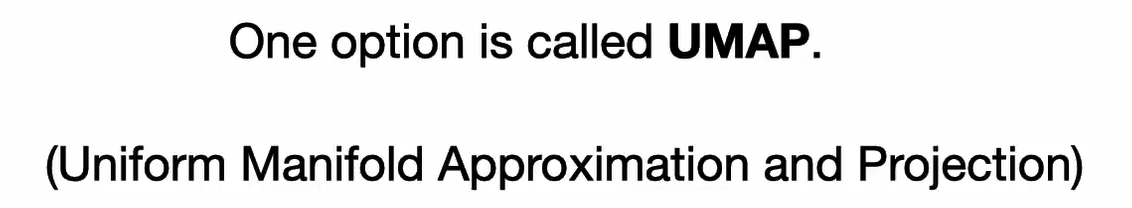 One option is called UMAP.
(Uniform Manifold Approximation and Projection)